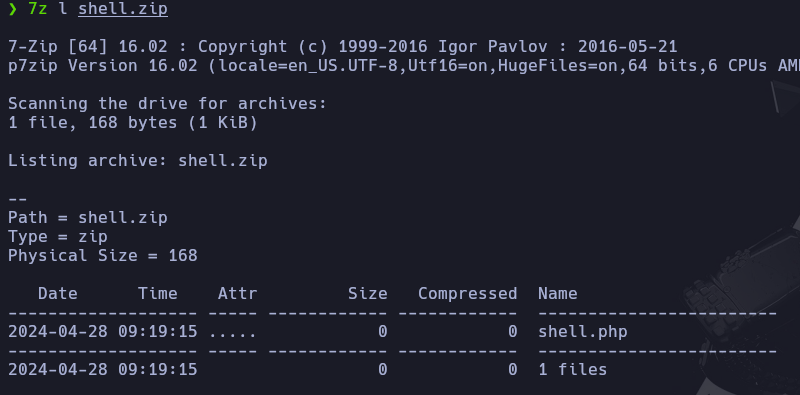 ❯ 7z l shell.zip
7-Zip [64] 16.02 : Copyright (c) 1999-2016 Igor Pavlov : 2016-05-21
p7zip Version 16.02 (locale=en_US.UTF-8,Utf16=on,HugeFiles=on,64 bits,6 CPUs AM
Scanning the drive for archives:
1 file, 168 bytes (1 KiB)
Listing archive: shell.zip
--
Path = shell.zip
Type = zip
Physical Size = 168
   Date      Time    Attr         Size   Compressed  Name
------------------- ----- ------------ ------------  ------------------------
2024-04-28 09:19:15 .....            0            0  shell.php
------------------- ----- ------------ ------------  ------------------------
2024-04-28 09:19:15                  0            0  1 files